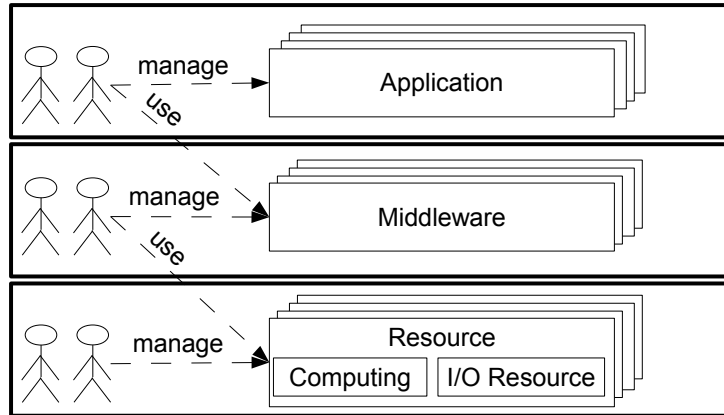 manage
Application
use
manage
Middleware
use
manage
Resource
Computing
I/O Resource